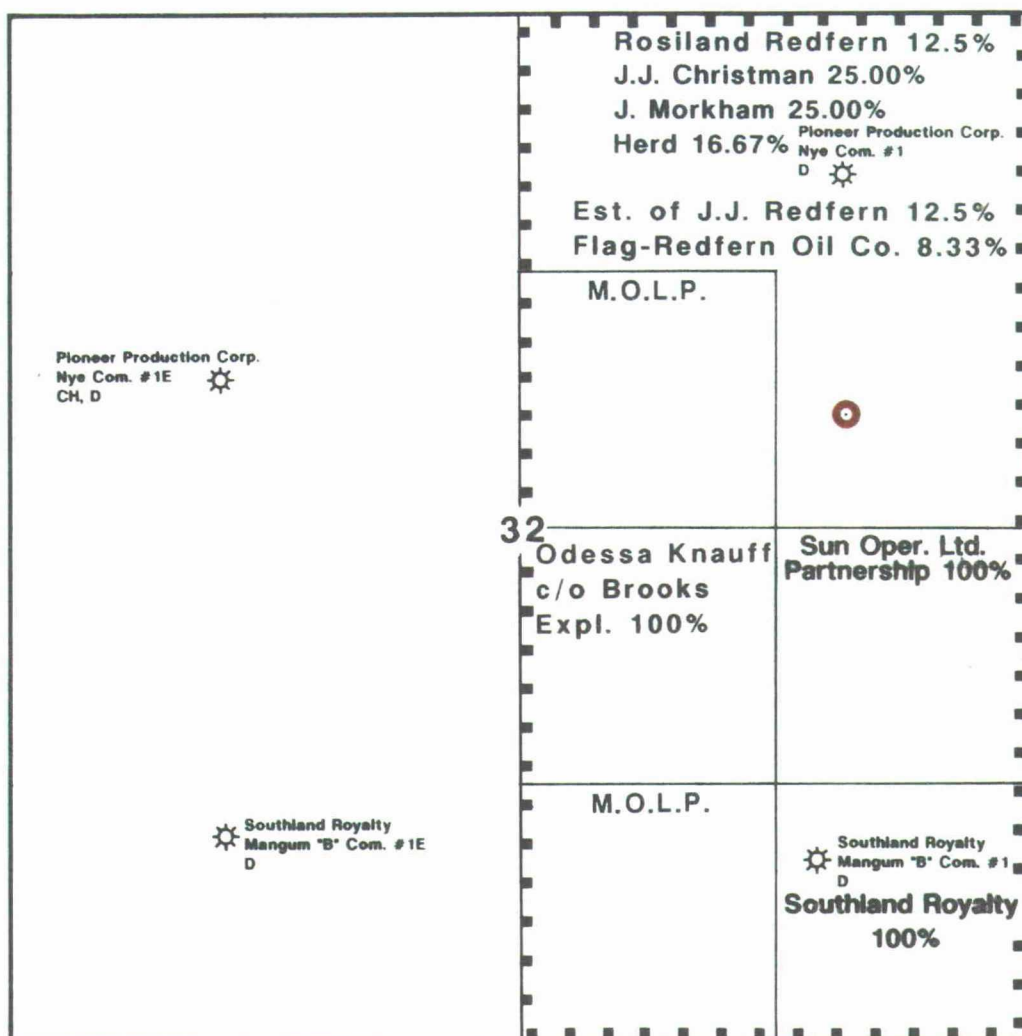 Rosiland Redfern 12.5%
J.J. Christman 25.00%
J. Morkham 25.00%
Herd 16.67%
Pioneer Production Corp.
Nye Com. #1
D
Est. of J.J. Redfern 12.5%
Flag-Redfern Oil Co. 8.33%
M.O.L.P.
Pioneer Production Corp.
Nye Com. #1E
CH, D
32
Odessa Knauff
c/o Brooks
Expl. 100%
Sun Oper. Ltd.
Partnership 100%
M.O.L.P.
Southland Royalty
Mangum "B" Com. #1E
D
Southland Royalty
Mangum "B" Com. #1
D
Southland Royalty
100%